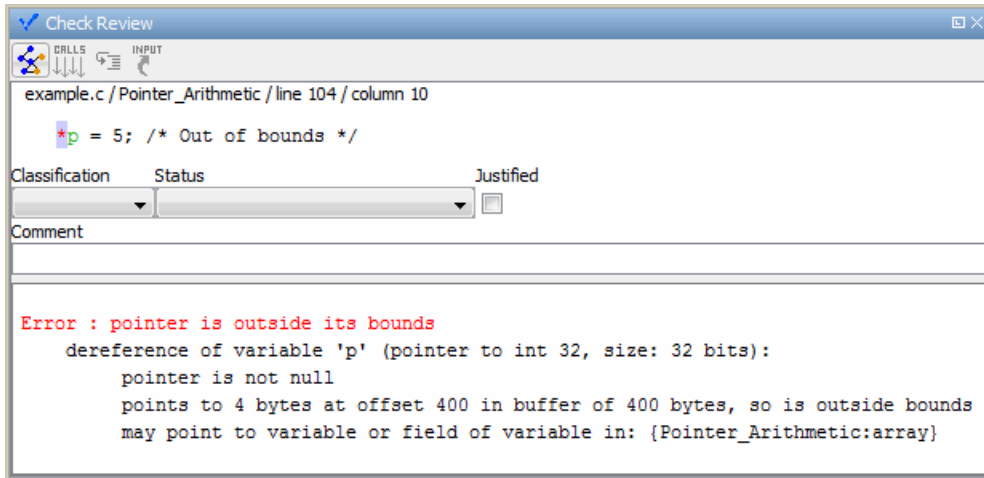 Check Review
CALLS INPUT
example.c / Pointer_Arithmetic / line 104 / column 10
*p = 5; /* Out of bounds */
Classification Status Justified
Comment
Error : pointer is outside its bounds
dereference of variable 'p' (pointer to int 32, size: 32 bits):
pointer is not null
points to 4 bytes at offset 400 in buffer of 400 bytes, so is outside bounds
may point to variable or field of variable in: {Pointer_Arithmetic:array}